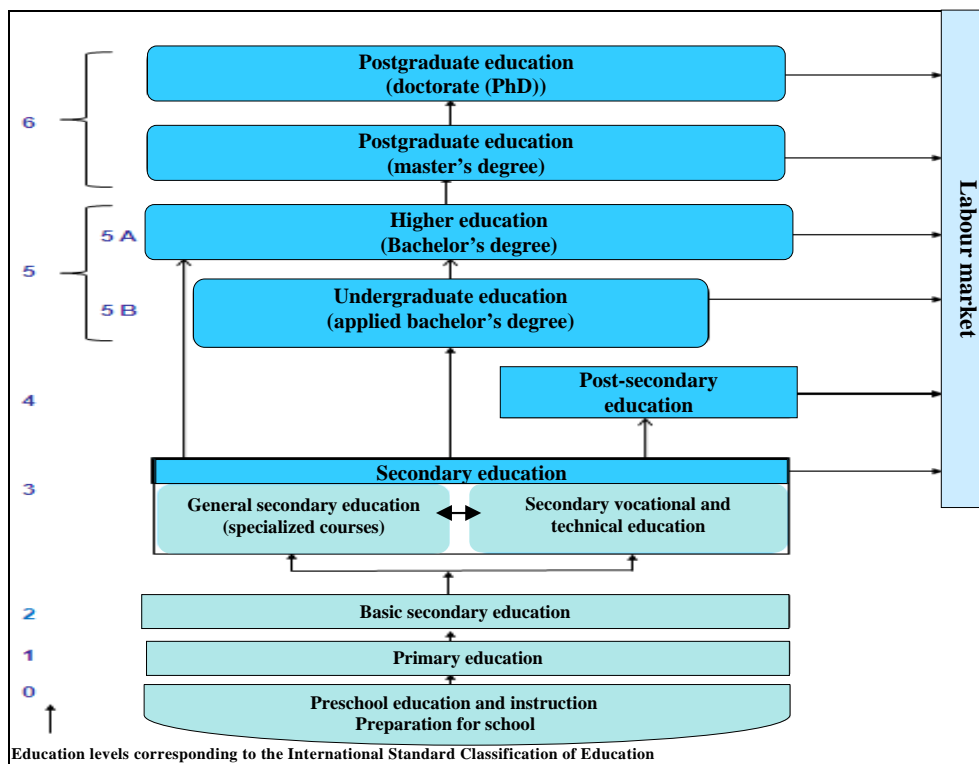 Postgraduate education
(doctorate (PhD))
6
Postgraduate education
(master's degree)
5 A
Higher education
(Bachelor's degree)
5
5 B
Undergraduate education
(applied bachelor's degree)
Labour market
4
Post-secondary
education
Secondary education
3
General secondary education
(specialized courses)
Secondary vocational and
technical education
2
Basic secondary education
1
Primary education
0
Preschool education and instruction
Preparation for school
Education levels corresponding to the International Standard Classification of Education